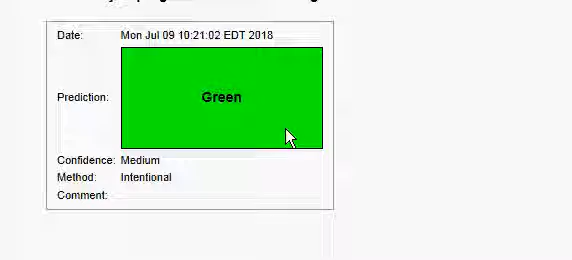 Date: Mon Jul 09 10:21:02 EDT 2018
Prediction: Green
Confidence: Medium
Method: Intentional
Comment: